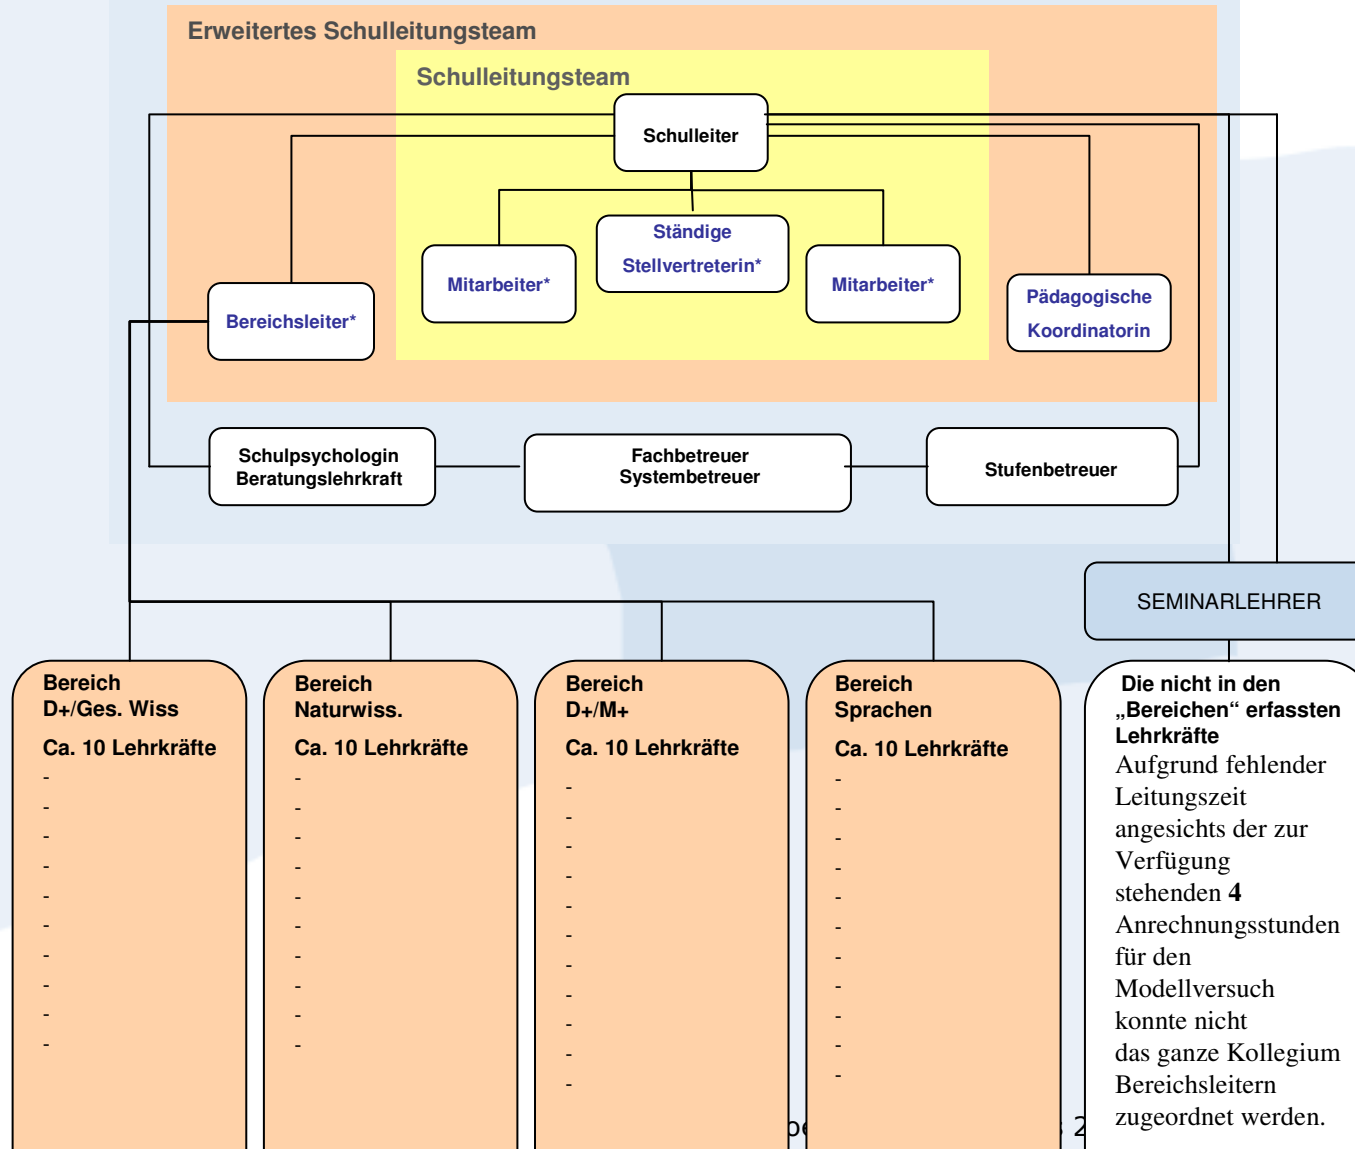 Erweitertes Schulleitungsteam
Schulleitungsteam
Schulleiter
Ständige
Stellvertreterin*
Mitarbeiter*
Mitarbeiter*
Bereichsleiter*
Pädagogische
Koordinatorin
Schulpsychologin
Beratungslehrkraft
Fachbetreuer
Systembetreuer
Stufenbetreuer
SEMINARLEHRER
Bereich
D+/Ges. Wiss
Ca. 10 Lehrkräfte
-
-
-
-
-
-
-
-
-
-
Bereich
Naturwiss.
Ca. 10 Lehrkräfte
-
-
-
-
-
-
-
-
-
-
Bereich
D+/M+
Ca. 10 Lehrkräfte
-
-
-
-
-
-
-
-
-
-
-
Bereich
Sprachen
Ca. 10 Lehrkräfte
-
-
-
-
-
-
-
-
-
-
-
Die nicht in den
„Bereichen“ erfassten
Lehrkräfte
Aufgrund fehlender
Leitungszeit
angesichts der zur
Verfügung
stehenden 4
Anrechnungsstunden
für den
Modellversuch
konnte nicht
das ganze Kollegium
Bereichsleitern
zugeordnet werden.